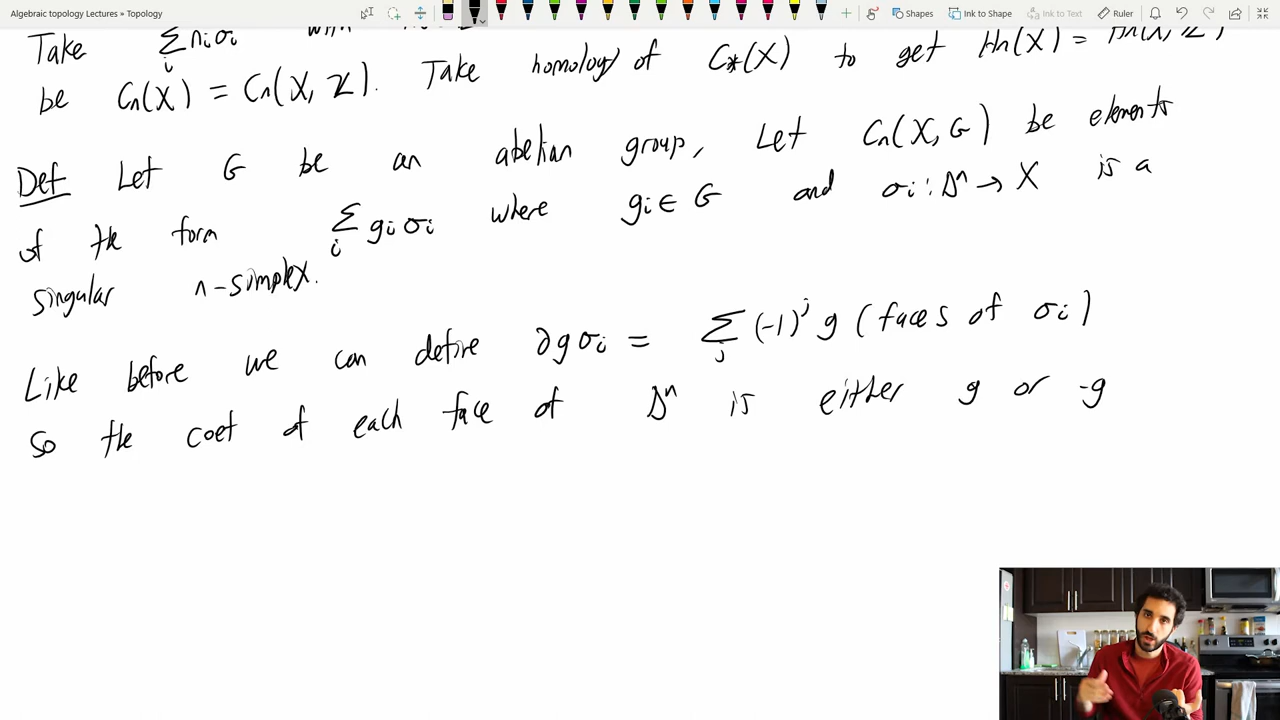 Algebraic topology Lectures » Topology
Shapes Ink to Shape Ink to Text Ruler
Take Σ niσi with
i
be Cn(X) = Cn(X, Z). Take homology of C*(X) to get Hn(X) = Hn(X, Z)
Def Let G be an abelian group, Let Cn(X, G) be elements
of the form Σ giσi where gi ∈ G and σi : Δⁿ → X is a
i
singular n-simplex.
Like before we can define ∂gσi = Σ (-1)ʲ g (faces of σi)
j
so the coef of each face of Δⁿ is either g or -g